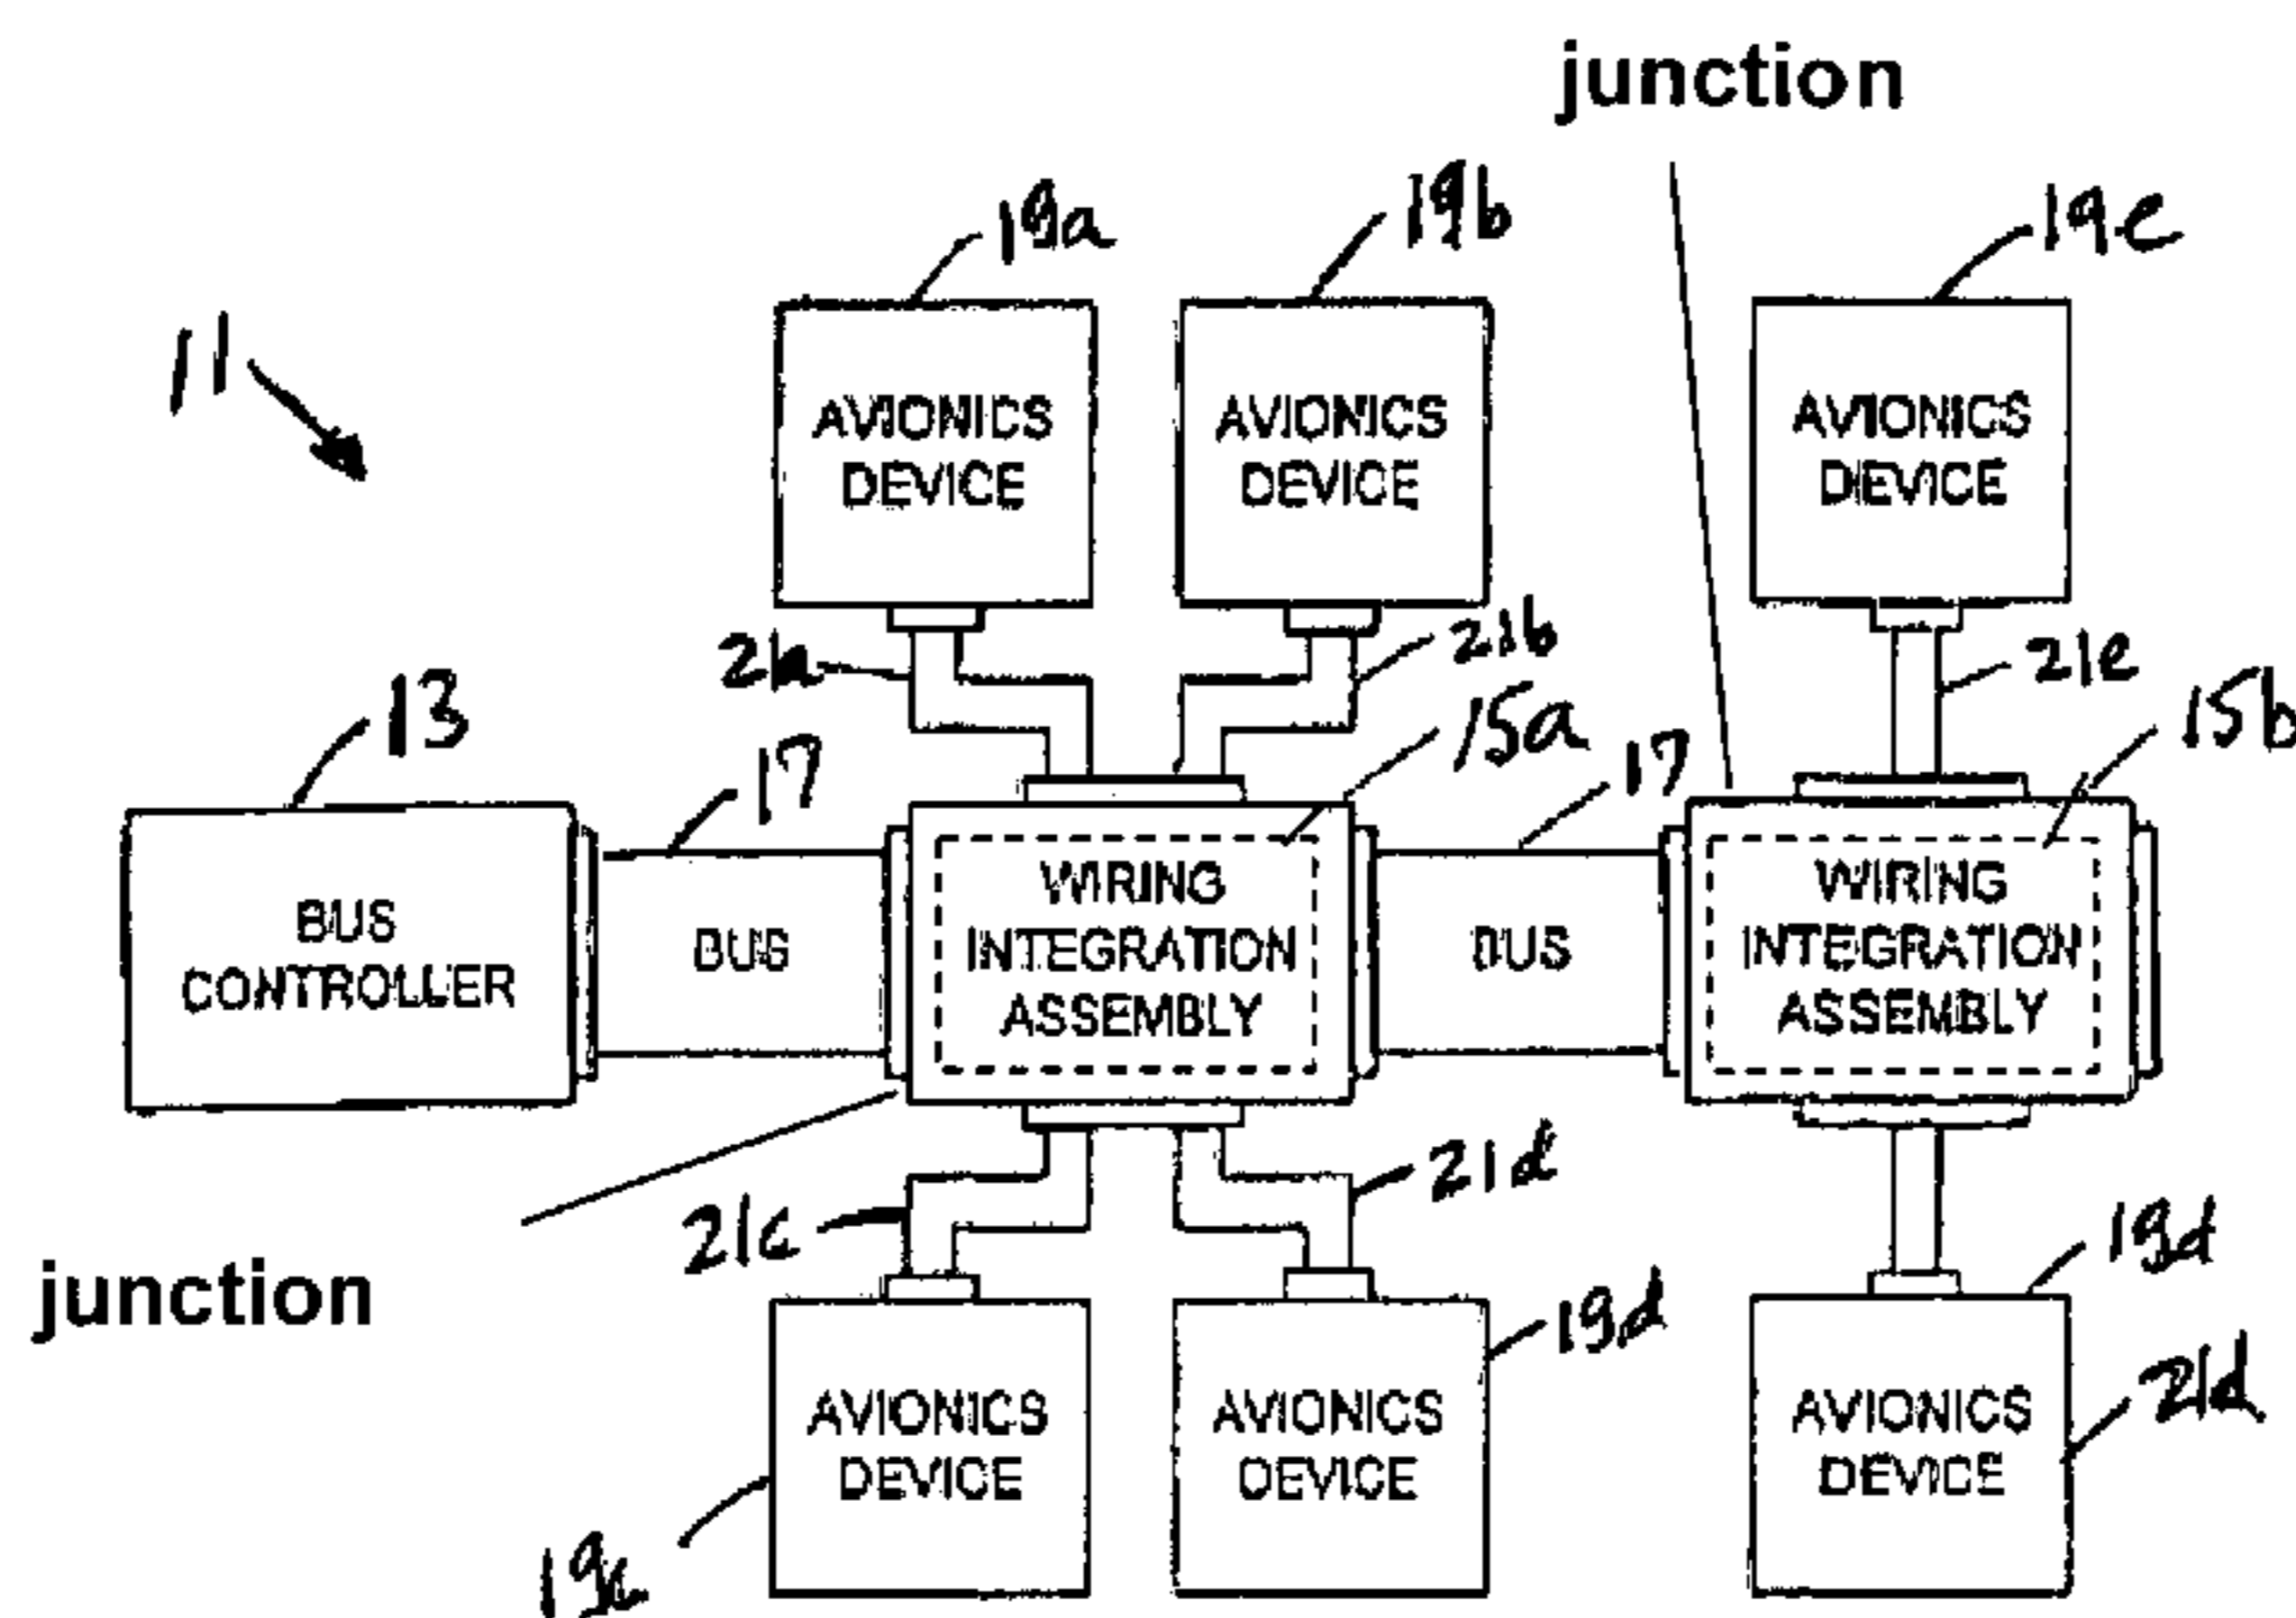 junction
19a
19b
19e
11
AVIONICS
DEVICE
AVIONICS
DEVICE
AVIONICS
DEVICE
21a
21b
21e
13
17
15a
17
15b
BUS
CONTROLLER
BUS
WIRING
INTEGRATION
ASSEMBLY
BUS
WIRING
INTEGRATION
ASSEMBLY
21c
21d
19d
junction
19d
AVIONICS
DEVICE
AVIONICS
DEVICE
AVIONICS
DEVICE
21d
19c